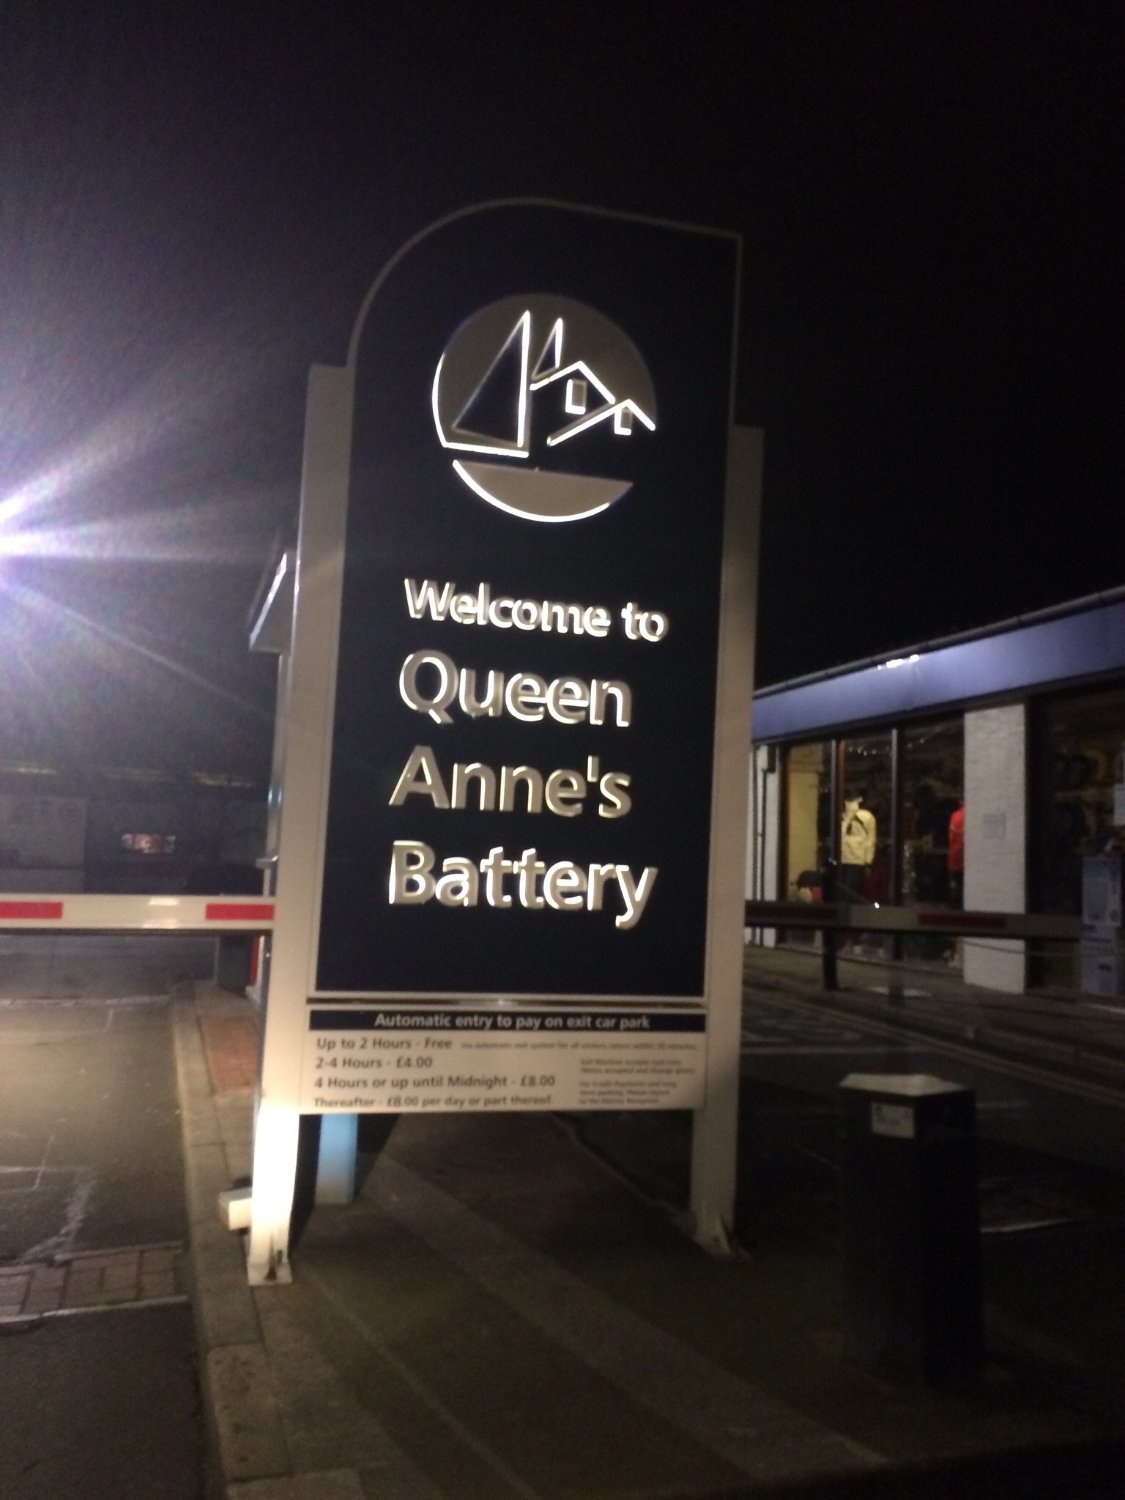 Welcome to
Queen
Anne's
Battery
Automatic entry to pay on exit car park
Up to 2 Hours - Free
2-4 Hours - £4.00
4 Hours or up until Midnight - £8.00
Thereafter - £8.00 per day or part thereof.